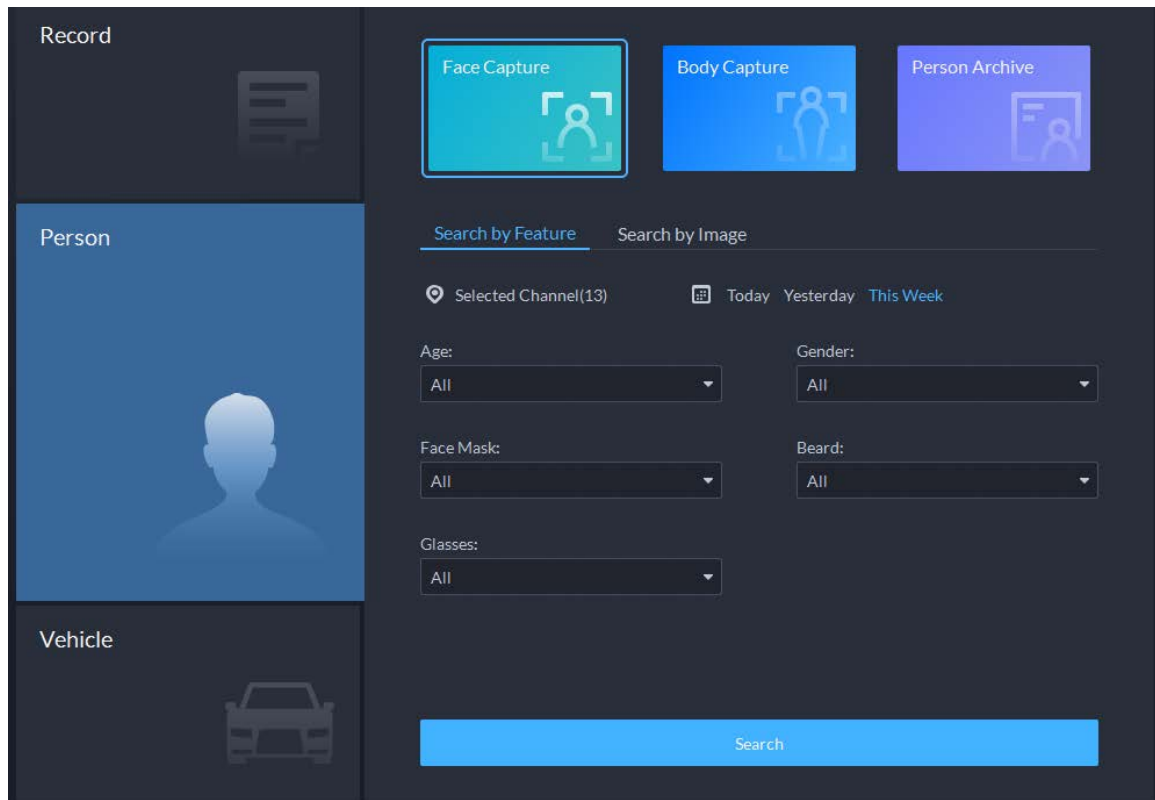 Record
Person
Vehicle
Face Capture
Body Capture
Person Archive
Search by Feature
Search by Image
Selected Channel(13)
Today Yesterday This Week
Age:
All
Gender:
All
Face Mask:
All
Beard:
All
Glasses:
All
Search